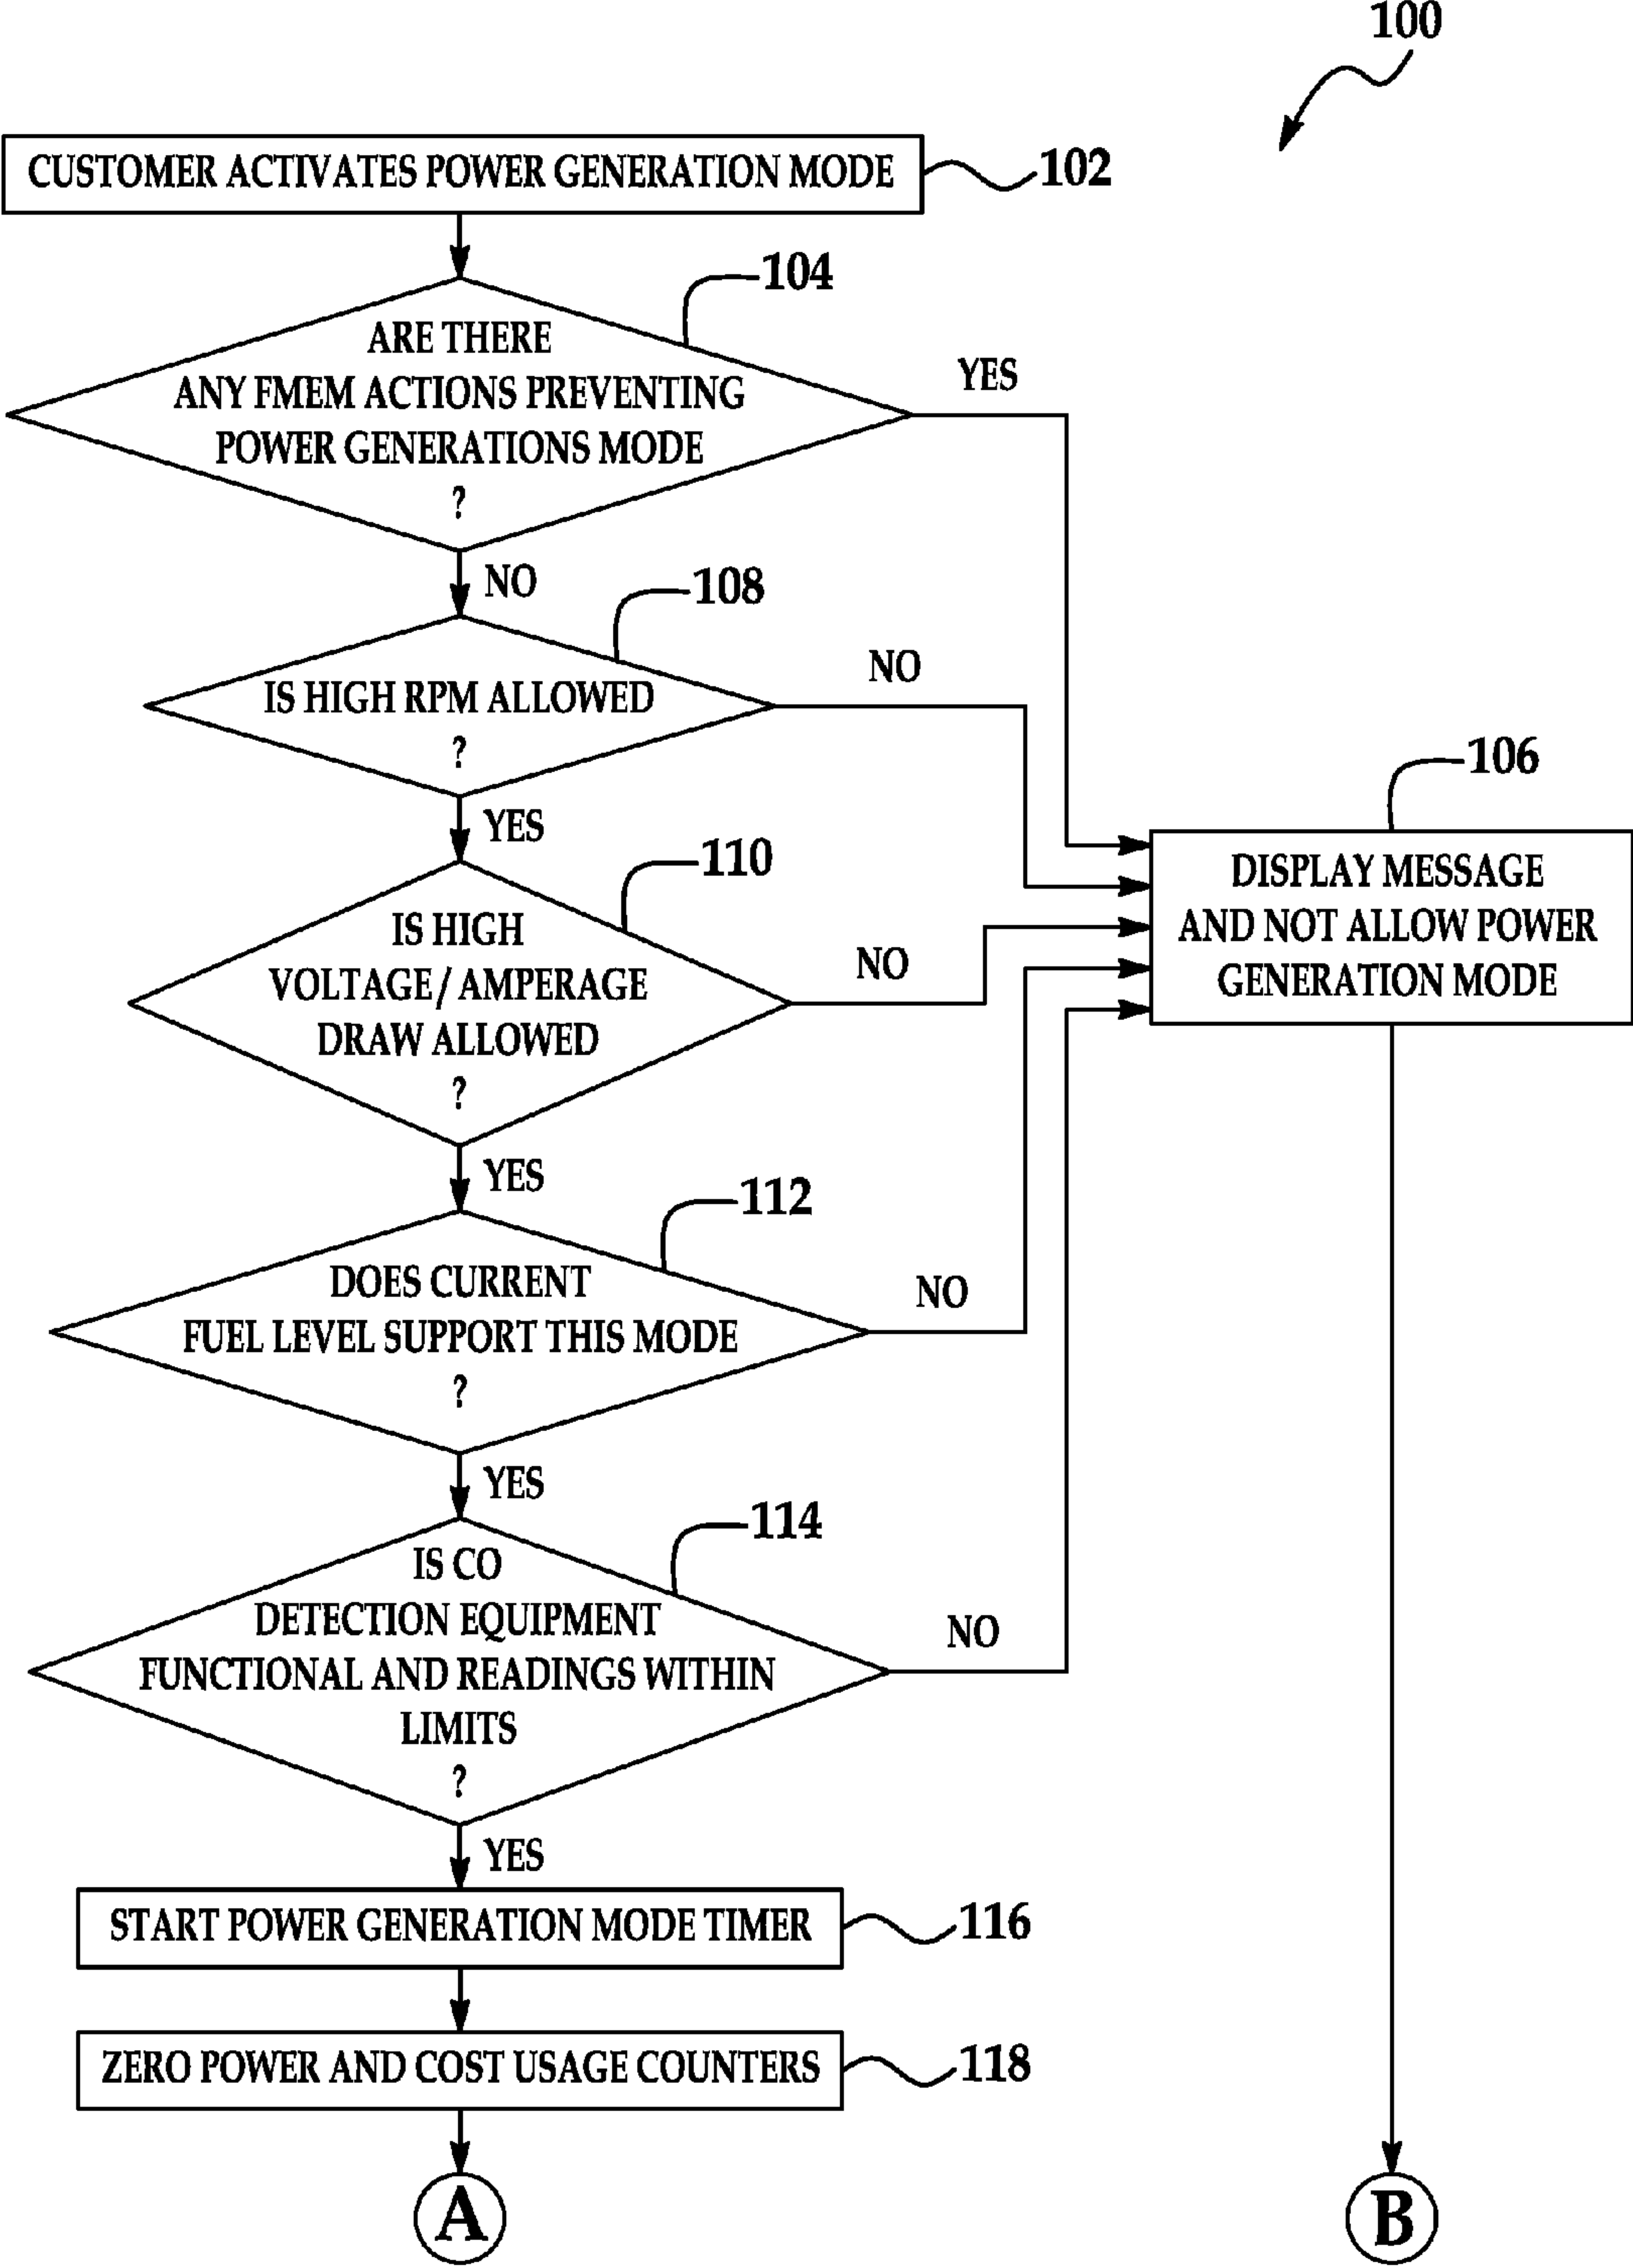 100
CUSTOMER ACTIVATES POWER GENERATION MODE
102
104
ARE THERE
ANY FMEM ACTIONS PREVENTING
POWER GENERATIONS MODE
?
YES
NO
108
IS HIGH RPM ALLOWED
?
NO
YES
106
DISPLAY MESSAGE
AND NOT ALLOW POWER
GENERATION MODE
110
IS HIGH
VOLTAGE/AMPERAGE
DRAW ALLOWED
?
NO
YES
112
DOES CURRENT
FUEL LEVEL SUPPORT THIS MODE
?
NO
YES
114
IS CO
DETECTION EQUIPMENT
FUNCTIONAL AND READINGS WITHIN
LIMITS
?
NO
YES
START POWER GENERATION MODE TIMER
116
ZERO POWER AND COST USAGE COUNTERS
118
A
B